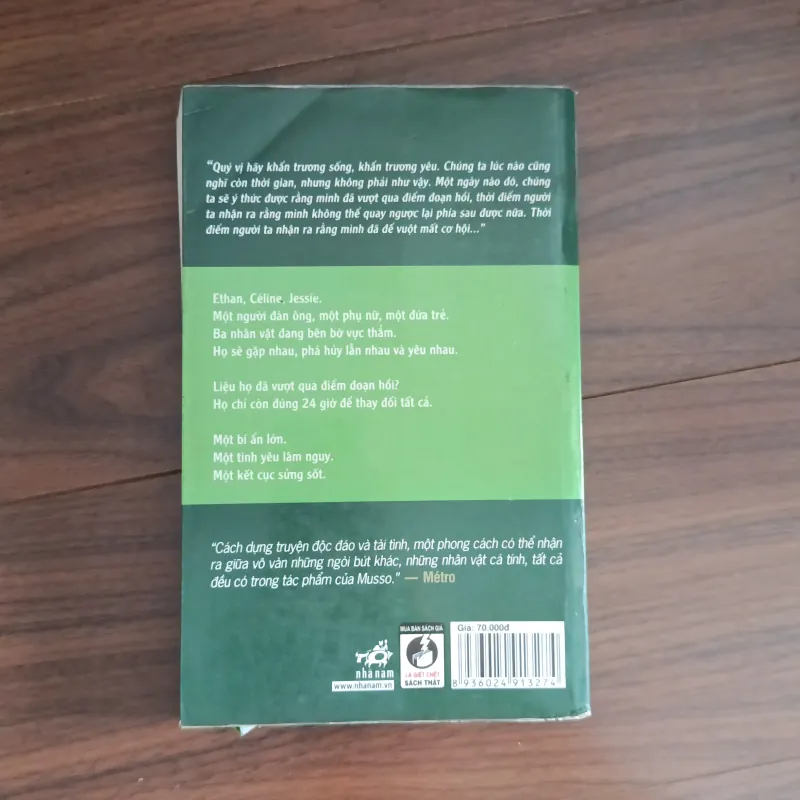 “Quý vị hãy khẩn trương sống, khẩn trương yêu. Chúng ta lúc nào cũng
nghĩ còn thời gian, nhưng không phải như vậy. Một ngày nào đó, chúng
ta sẽ ý thức được rằng mình đã vượt qua điểm đoạn hồi, thời điểm người
ta nhận ra rằng mình không thể quay ngược lại phía sau được nữa. Thời
điểm người ta nhận ra rằng mình đã để vuột mất cơ hội...”
Ethan, Céline, Jessie.
Một người đàn ông, một phụ nữ, một đứa trẻ.
Ba nhân vật đang bên bờ vực thẳm.
Họ sẽ gặp nhau, phá hủy lẫn nhau và yêu nhau.
Liệu họ đã vượt qua điểm đoạn hồi?
Họ chỉ còn đúng 24 giờ để thay đổi tất cả.
Một bí ẩn lớn.
Một tình yêu lâm nguy.
Một kết cục sửng sốt.
“Cách dựng truyện độc đáo và tài tình, một phong cách có thể nhận
ra giữa vô vàn những ngòi bút khác, những nhân vật cá tính, tất cả
đều có trong tác phẩm của Musso.” — Métro
nhã nam
www.nhanam.vn
MUA BÁN SÁCH GIẢ
LÀ GIẾT CHẾT
SÁCH THẬT
Giá: 70.000đ
8 936024 913274